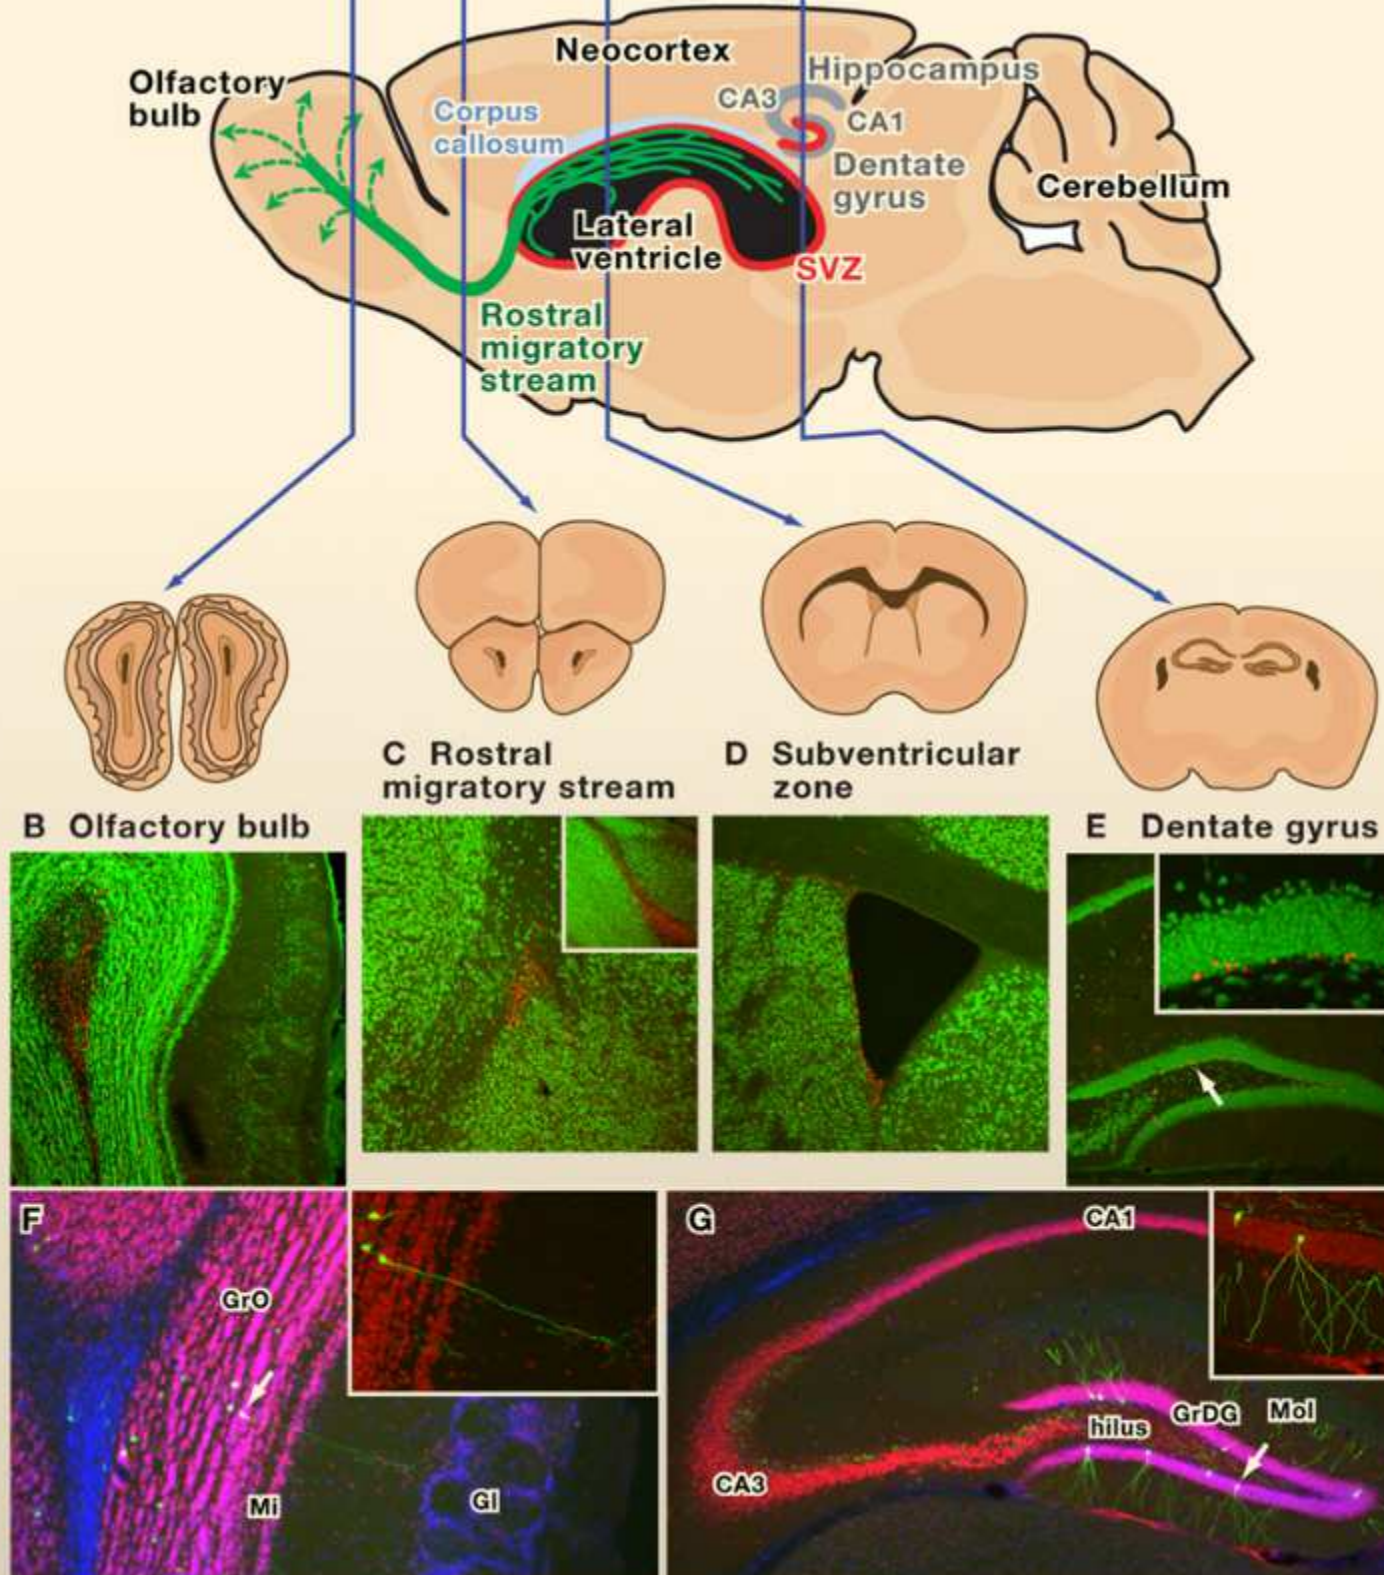 Neocortex
Olfactory
bulb
Hippocampus
CA3
Corpus
callosum
CA1
Dentate
gyrus
Cerebellum
Lateral
ventricle
SVZ
Rostral
migratory
stream
C Rostral
migratory stream
D Subventricular
zone
B Olfactory bulb
E Dentate gyrus
F
GrO
Mi
Gl
G
CA1
GrDG
Mol
hilus
CA3